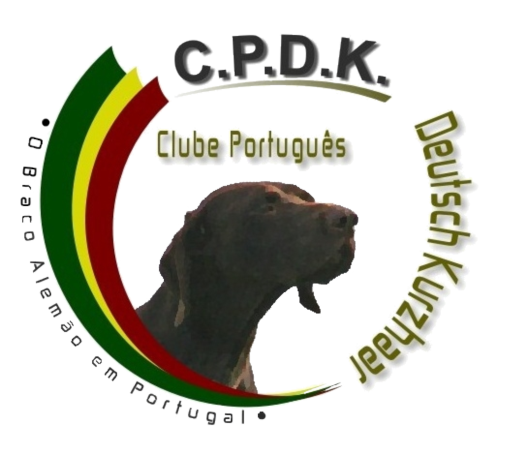 C.P.D.K.
Clube Português
Deutsch Kurzhaar
• O Braco Alemão em Portugal •